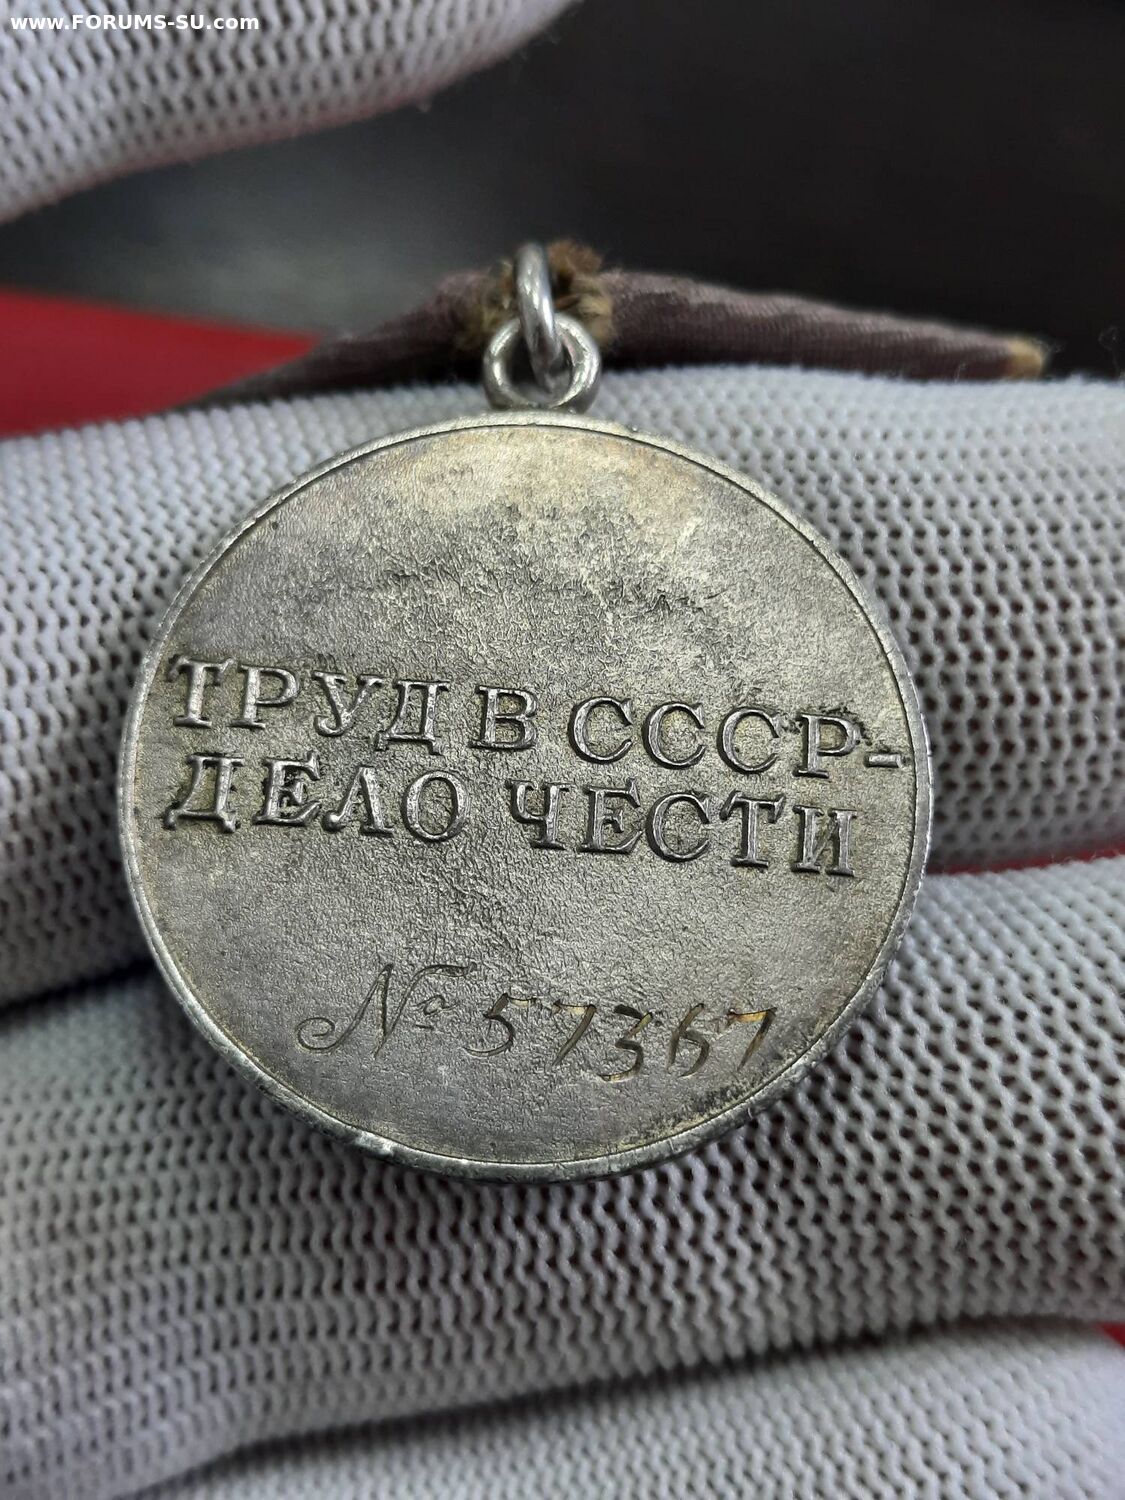 www.FORUMS-SU.com
ТРУД В СССР-
ДЕЛО ЧЕСТИ
№ 57367